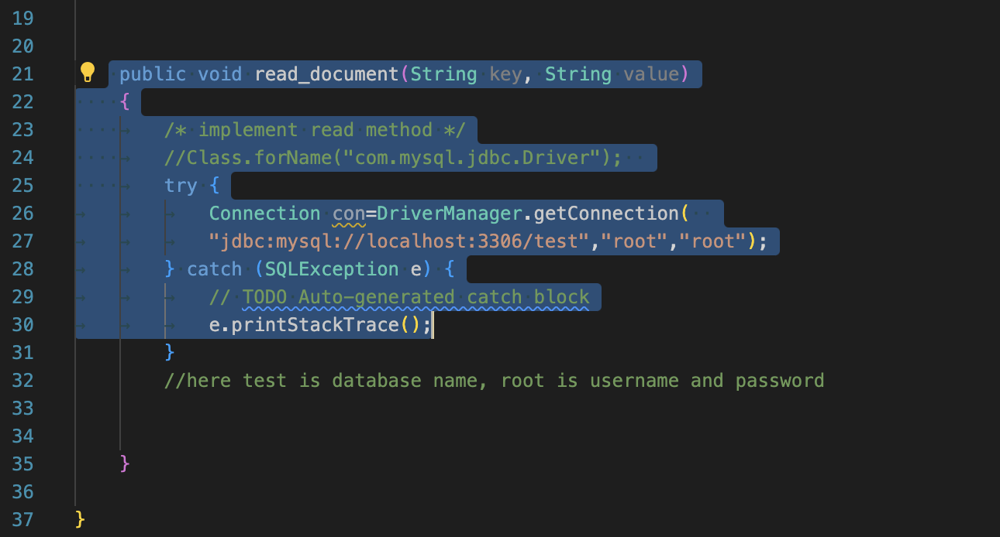 19
20
21 public void read_document(String key, String value)
22 {
23 /* implement read method */
24 //Class.forName("com.mysql.jdbc.Driver");
25 try {
26 Connection con=DriverManager.getConnection(
27 "jdbc:mysql://localhost:3306/test","root","root");
28 } catch (SQLException e) {
29 // TODO Auto-generated catch block
30 e.printStackTrace();
31 }
32 //here test is database name, root is username and password
33
34
35 }
36
37 }